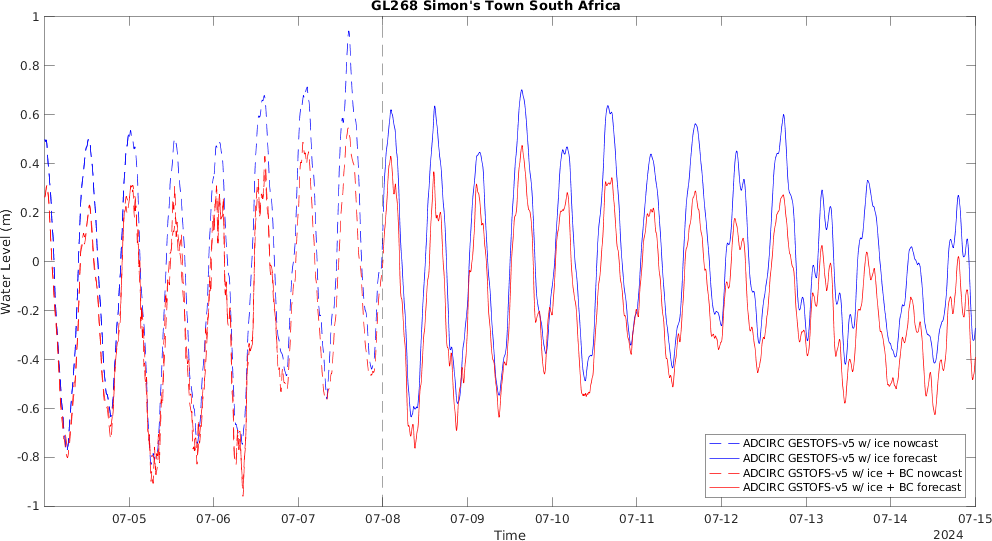 GL268 Simon's Town South Africa
1
0.8
0.6
0.4
0.2
0
-0.2
-0.4
-0.6
-0.8
-1
Water Level (m)
ADCIRC GESTOFS-v5 w/ ice nowcast
ADCIRC GESTOFS-v5 w/ ice forecast
ADCIRC GSTOFS-v5 w/ ice + BC nowcast
ADCIRC GSTOFS-v5 w/ ice + BC forecast
07-05 07-06 07-07 07-08 07-09 07-10 07-11 07-12 07-13 07-14 07-15
Time
2024